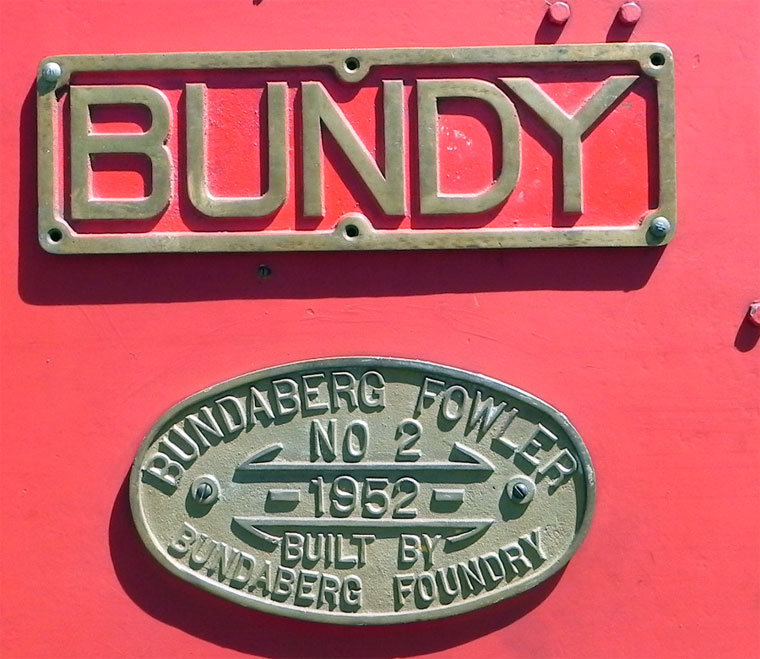 BUNDY
BUNDABERG FOWLER
NO 2
1952
BUILT BY
BUNDABERG FOUNDRY